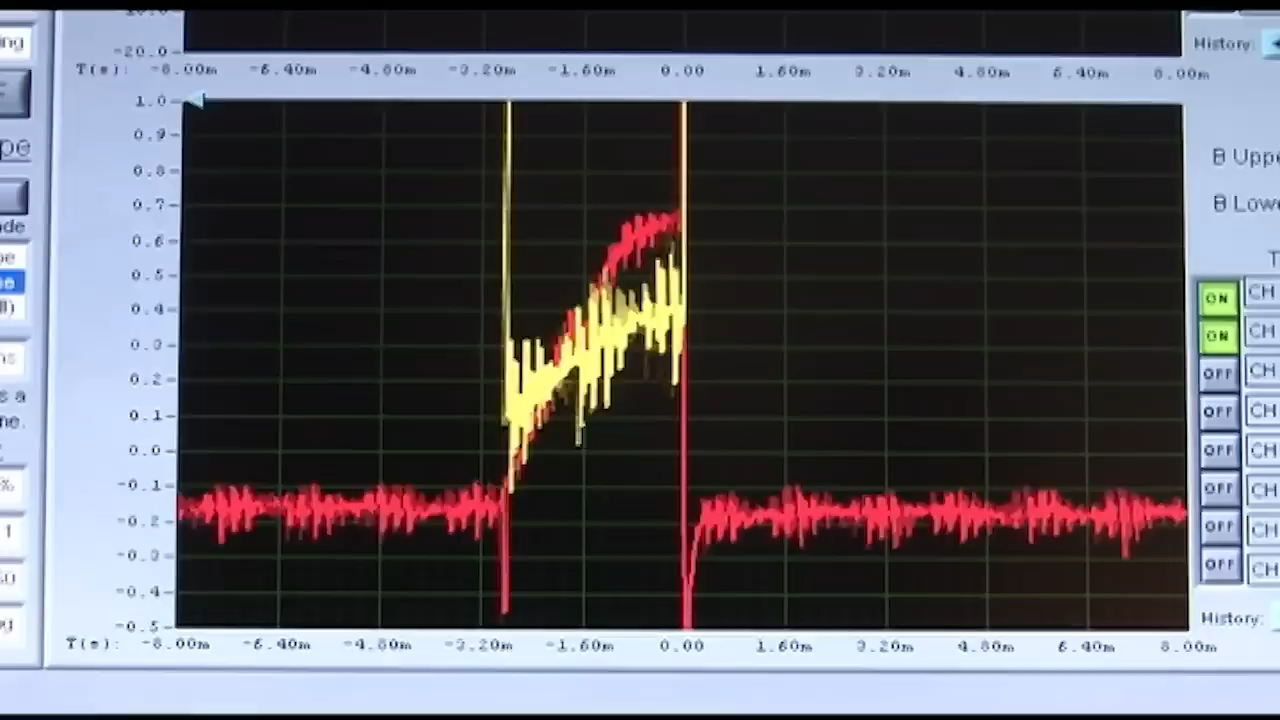 -20.0
T(s): -8.00m -6.40m -4.80m -3.20m -1.60m 0.00 1.60m 3.20m 4.80m 6.40m 8.00m
History:
ing
1.0
0.9
0.8
0.7
0.6
0.5
0.4
0.3
0.2
0.1
0.0
-0.1
-0.2
-0.3
-0.4
-0.5
T(s): -8.00m -6.40m -4.80m -3.20m -1.60m 0.00 1.60m 3.20m 4.80m 6.40m 8.00m
pe
B Uppe
B Lowe
T
ON CH
ON CH
OFF CH
OFF CH
OFF CH
OFF CH
OFF CH
OFF CH
History:
s a
ne.
%
1